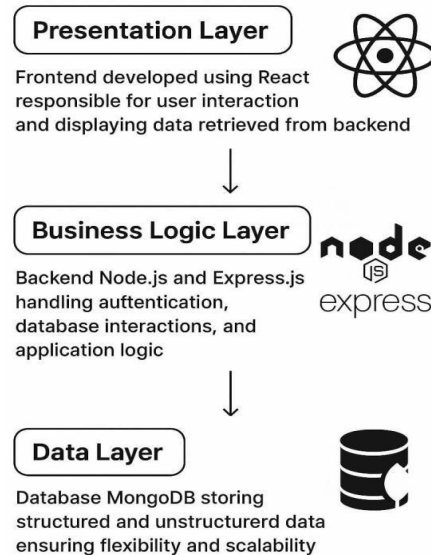 Presentation Layer
Frontend developed using React
responsible for user interaction
and displaying data retrieved from backend
Business Logic Layer
node
JS
express
Backend Node.js and Express.js
handling auftentication,
database interactions, and
application logic
Data Layer
Database MongoDB storing
structured and unstructurerd data
ensuring flexibility and scalability